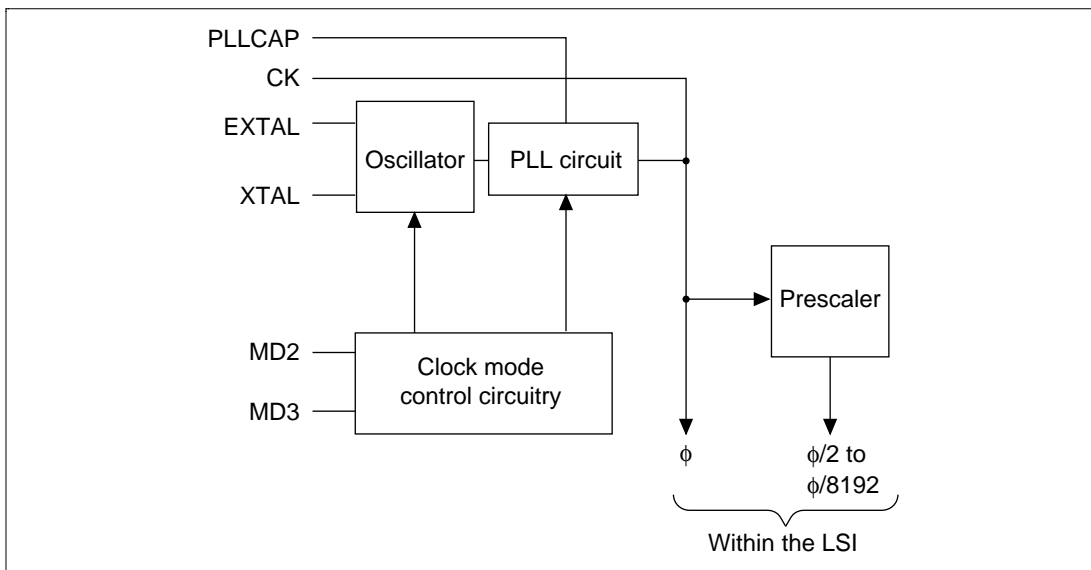 PLLCAP
CK
EXTAL
Oscillator
PLL circuit
XTAL
Prescaler
MD2
Clock mode
control circuitry
MD3
ϕ
ϕ/2 to
ϕ/8192
Within the LSI